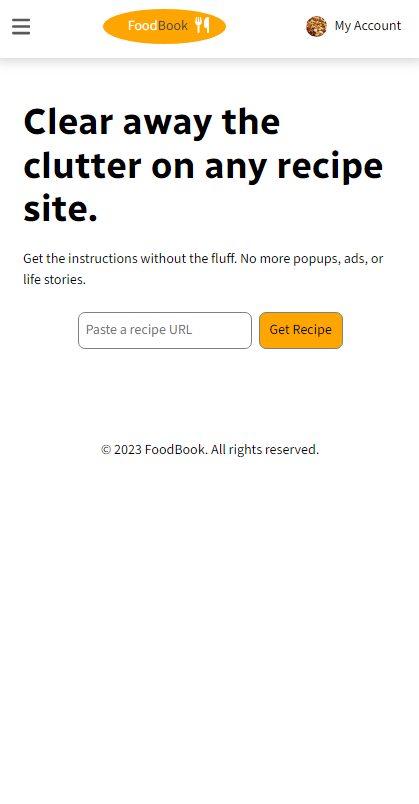 FoodBook
My Account
Clear away the
clutter on any recipe
site.
Get the instructions without the fluff. No more popups, ads, or
life stories.
Paste a recipe URL
Get Recipe
© 2023 FoodBook. All rights reserved.